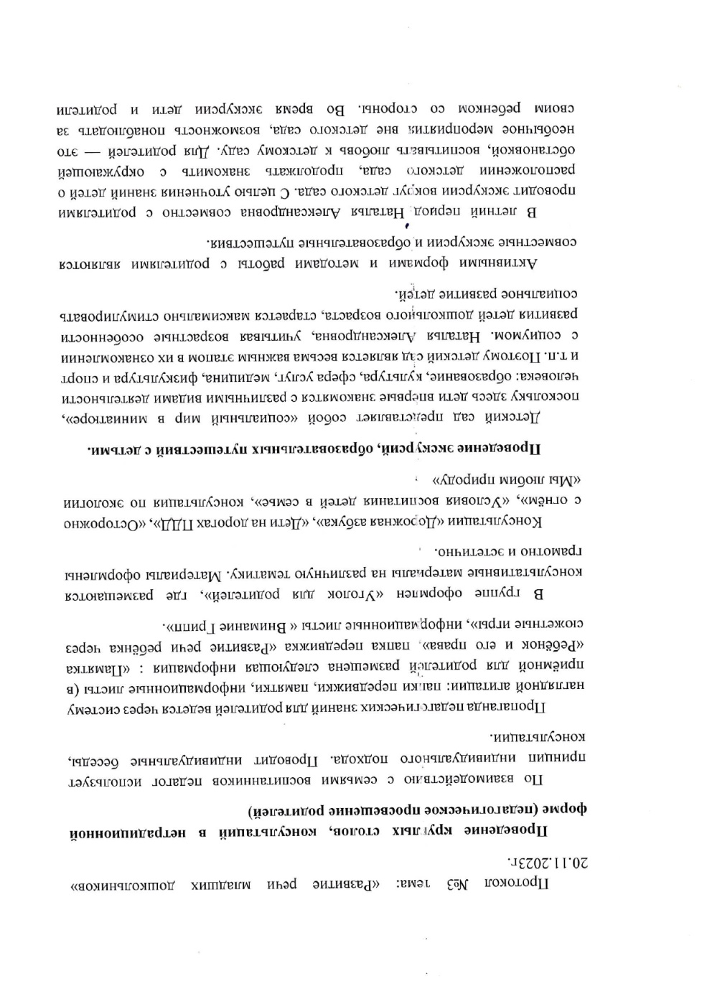 Протокол №3 тема: «Развитие речи младших дошкольников»
20.11.2023г.
Проведение круглых столов, консультаций в нетрадиционной
форме (педагогическое просвещение родителей)
По взаимодействию с семьями воспитанников педагог использует
принцип индивидуального подхода. Проводит индивидуальные беседы,
консультации.
Пропаганда педагогических знаний для родителей ведется через систему
наглядной агитации: папки передвижки, памятки, информационные листы (в
приёмной для родителей размещена следующая информация : «Памятка
«Ребёнок и его права», папка передвижка «Развитие речи ребёнка через
сюжетные игры», информационные листы « Внимание Грипп».
В группе оформлен «Уголок для родителей», где размещаются
консультативные материалы на различную тематику. Материалы оформлены
грамотно и эстетично.
Консультации «Дорожная азбука», «Дети на дорогах ПДД», «Осторожно
с огнём», «Условия воспитания детей в семье», консультация по экологии
«Мы любим природу»
Проведение экскурсий, образовательных путешествий с детьми.
Детский сад представляет собой «социальный мир в миниатюре»,
поскольку здесь дети впервые знакомятся с различными видами деятельности
человека: образование, культура, сфера услуг, медицина, физкультура и спорт
и т.п. Поэтому детский сад является весьма важным этапом в их ознакомлении
с социумом. Наталья Александровна, учитывая возрастные особенности
развития детей дошкольного возраста, старается максимально стимулировать
социальное развитие детей.
Активными формами и методами работы с родителями являются
совместные экскурсии и образовательные путешествия.
В летний период Наталья Александровна совместно с родителями
проводит экскурсии вокруг детского сада. С целью уточнения знаний детей о
расположении детского сада, продолжать знакомить с окружающей
обстановкой, воспитывать любовь к детскому саду. Для родителей — это
необычное мероприятия вне детского сада, возможность понаблюдать за
своим ребенком со стороны. Во время экскурсии дети и родители